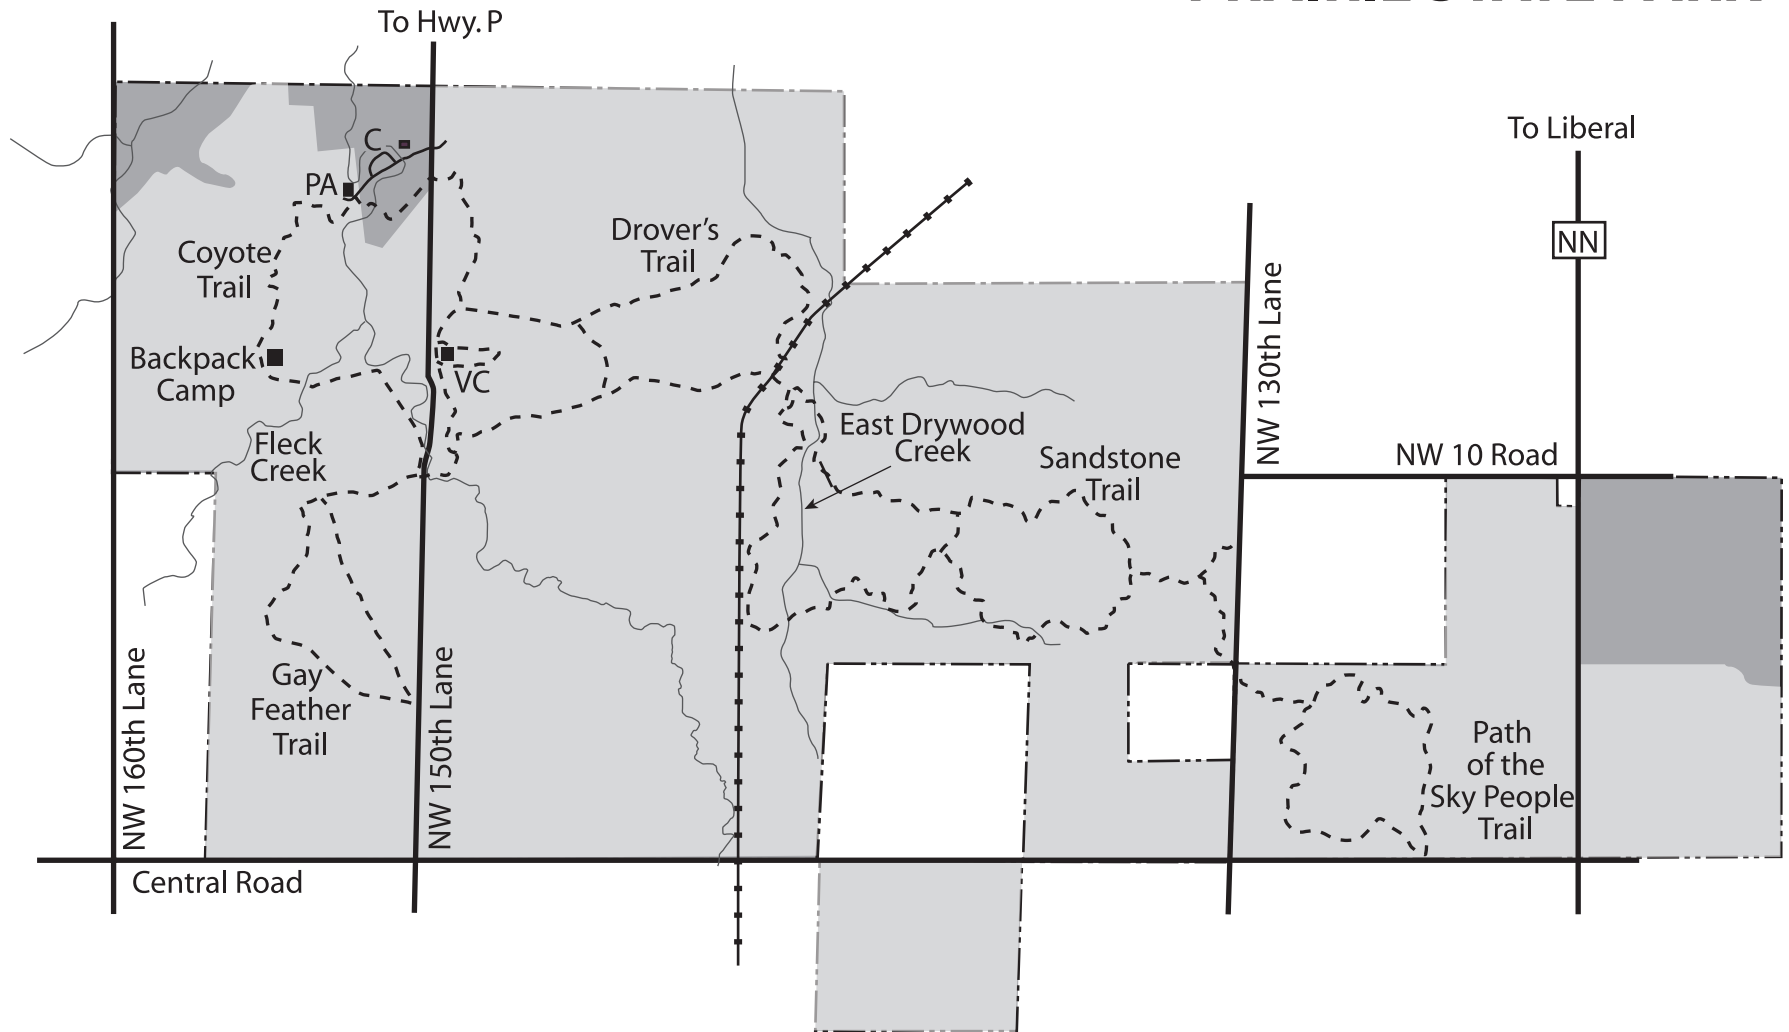 To Hwy. P
To Liberal
C
PA
NN
Drover's
Trail
Coyote
Trail
NW 130th Lane
Backpack
Camp
VC
East Drywood
Creek
Fleck
Creek
Sandstone
Trail
NW 10 Road
Gay
Feather
Trail
NW 160th Lane
NW 150th Lane
Path
of the
Sky People
Trail
Central Road